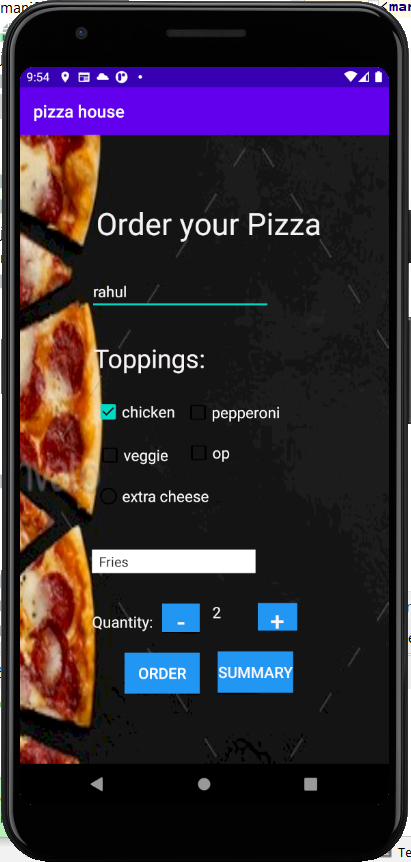 9:54
pizza house
Order your Pizza
rahul
Toppings:
chicken pepperoni
veggie op
extra cheese
Fries
Quantity: - 2 +
ORDER SUMMARY
Te